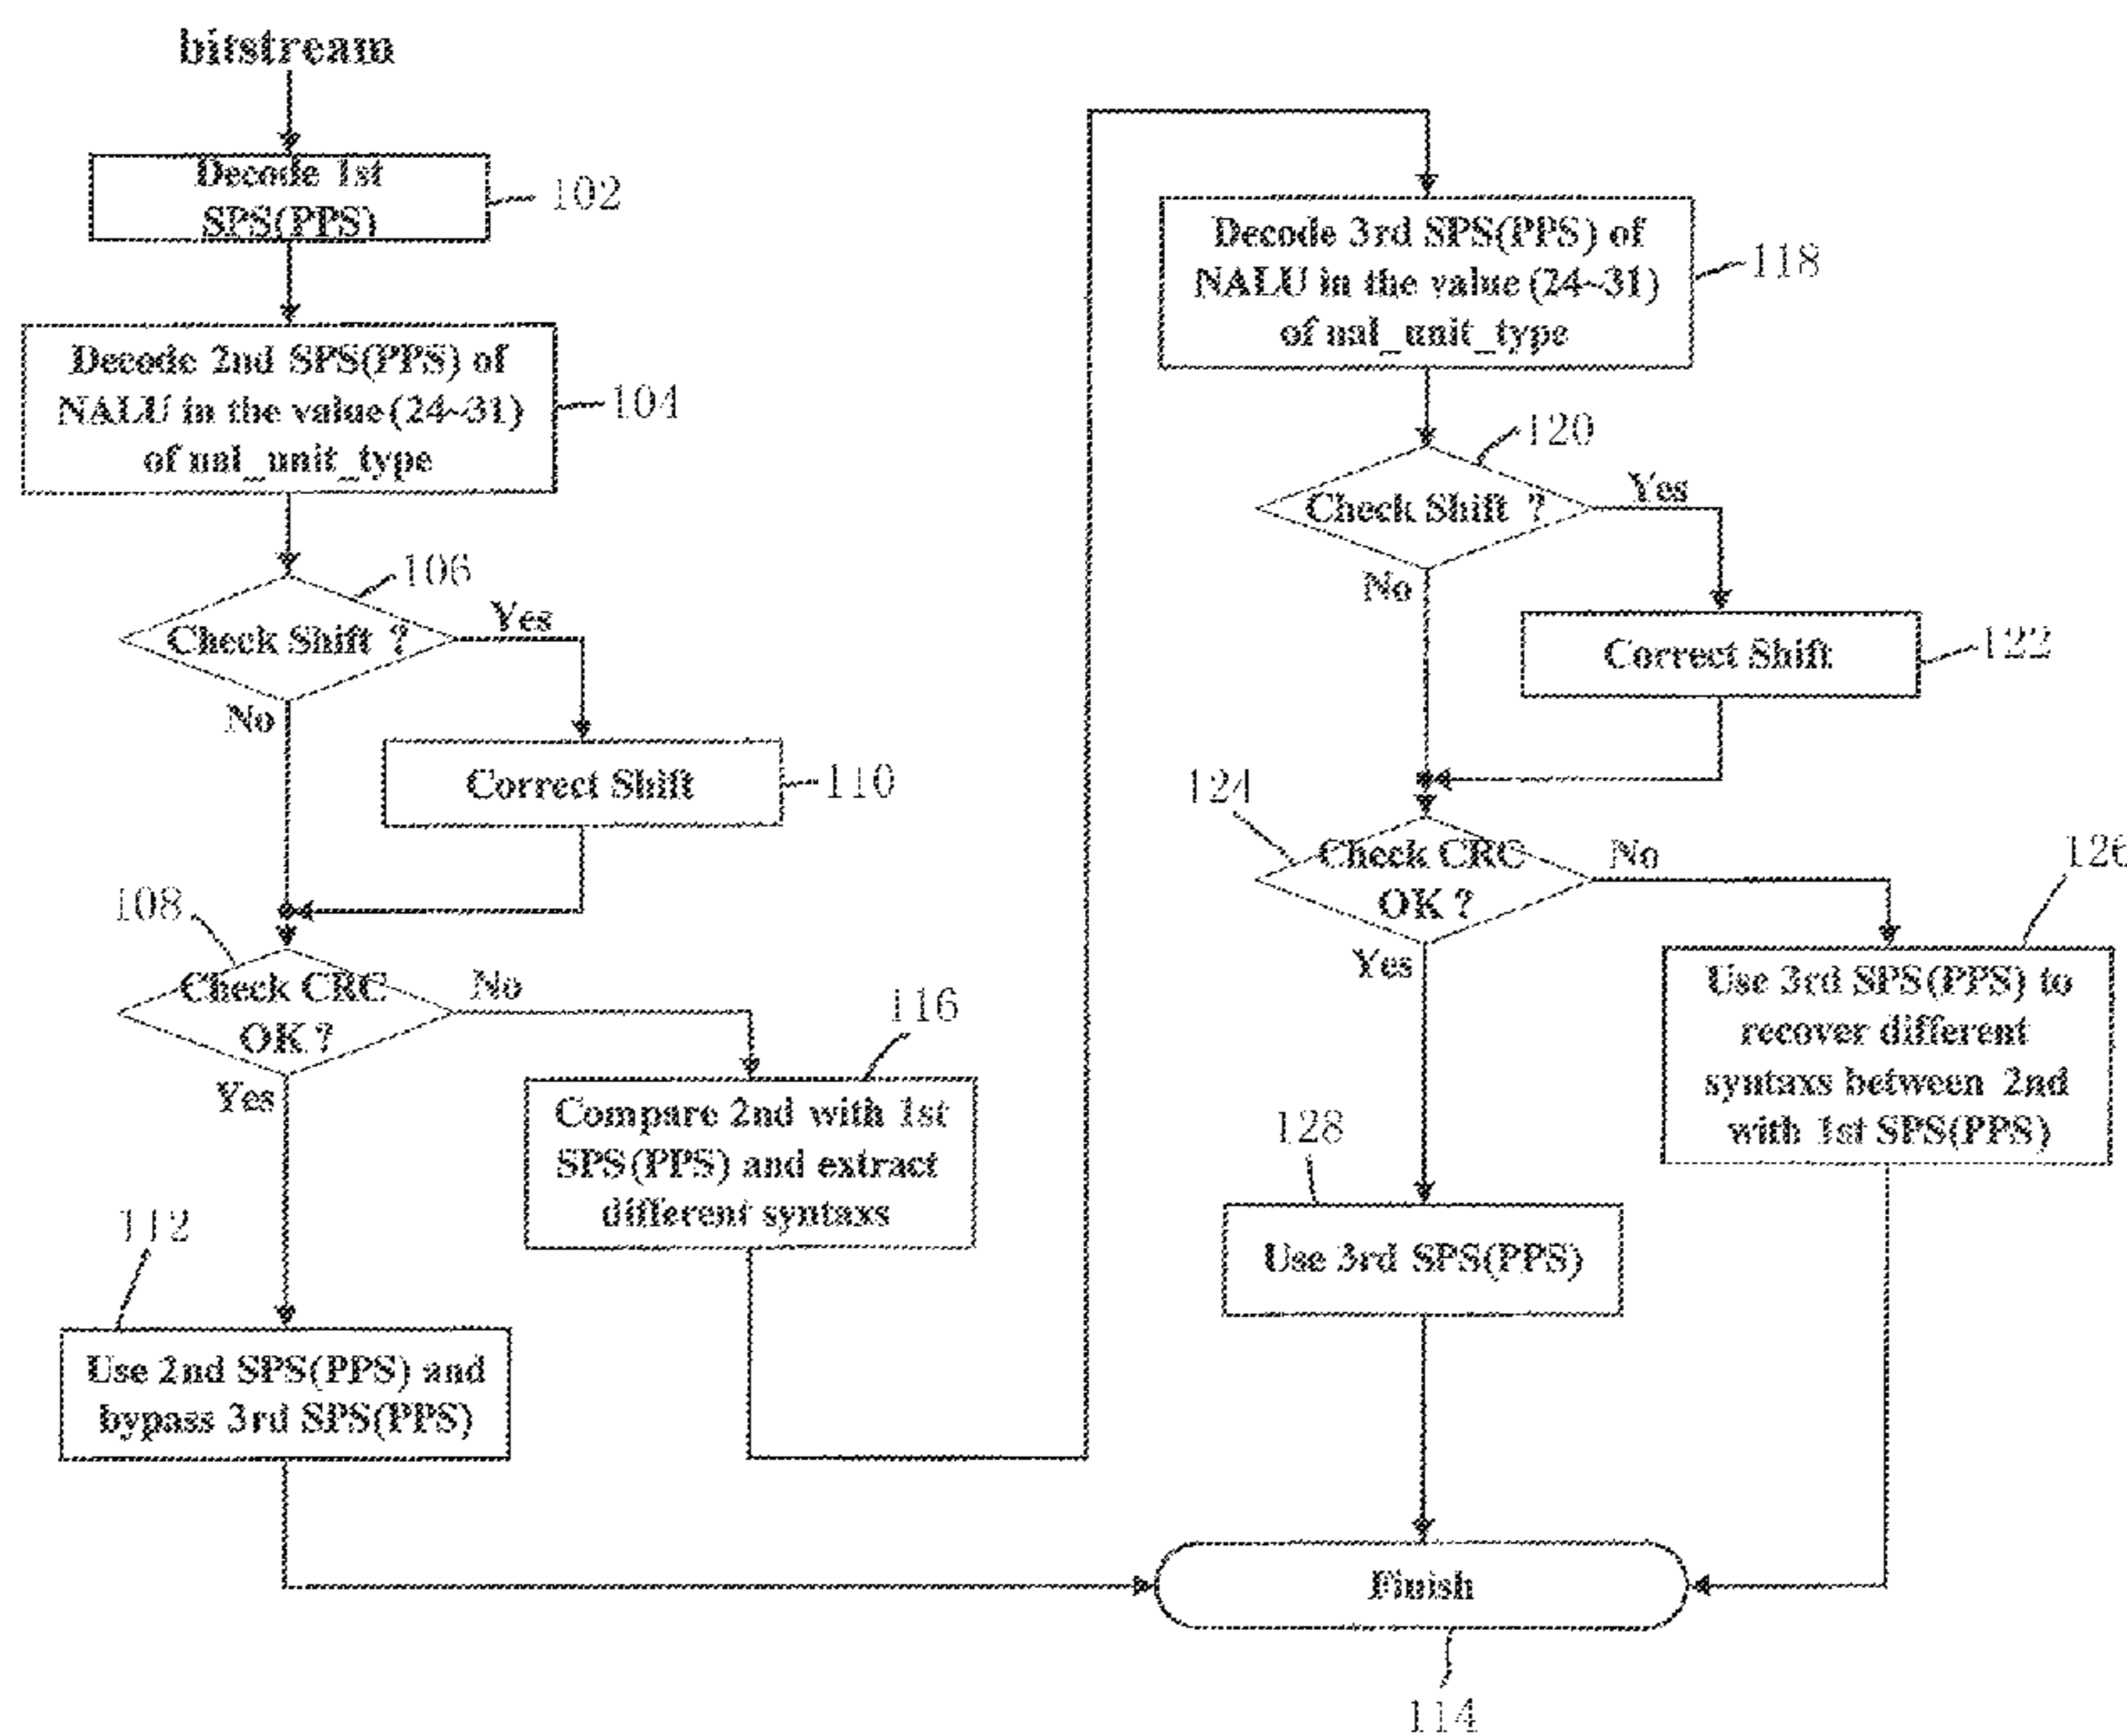 bitstream
Decode 1st
SPS(PPS)
102
Decode 2nd SPS(PPS) of
NALU in the value (24~31)
of nal_unit_type
104
106
Check Shift ?
Yes
No
Correct Shift
110
108
Check CRC
OK ?
No
Yes
116
Compare 2nd with 1st
SPS(PPS) and extract
different syntaxs
112
Use 2nd SPS(PPS) and
bypass 3rd SPS(PPS)
Decode 3rd SPS(PPS) of
NALU in the value (24~31)
of nal_unit_type
118
120
Check Shift ?
Yes
No
Correct Shift
122
124
Check CRC
OK ?
No
Yes
126
Use 3rd SPS(PPS) to
recover different
syntaxs between 2nd
with 1st SPS(PPS)
128
Use 3rd SPS(PPS)
Finish
114